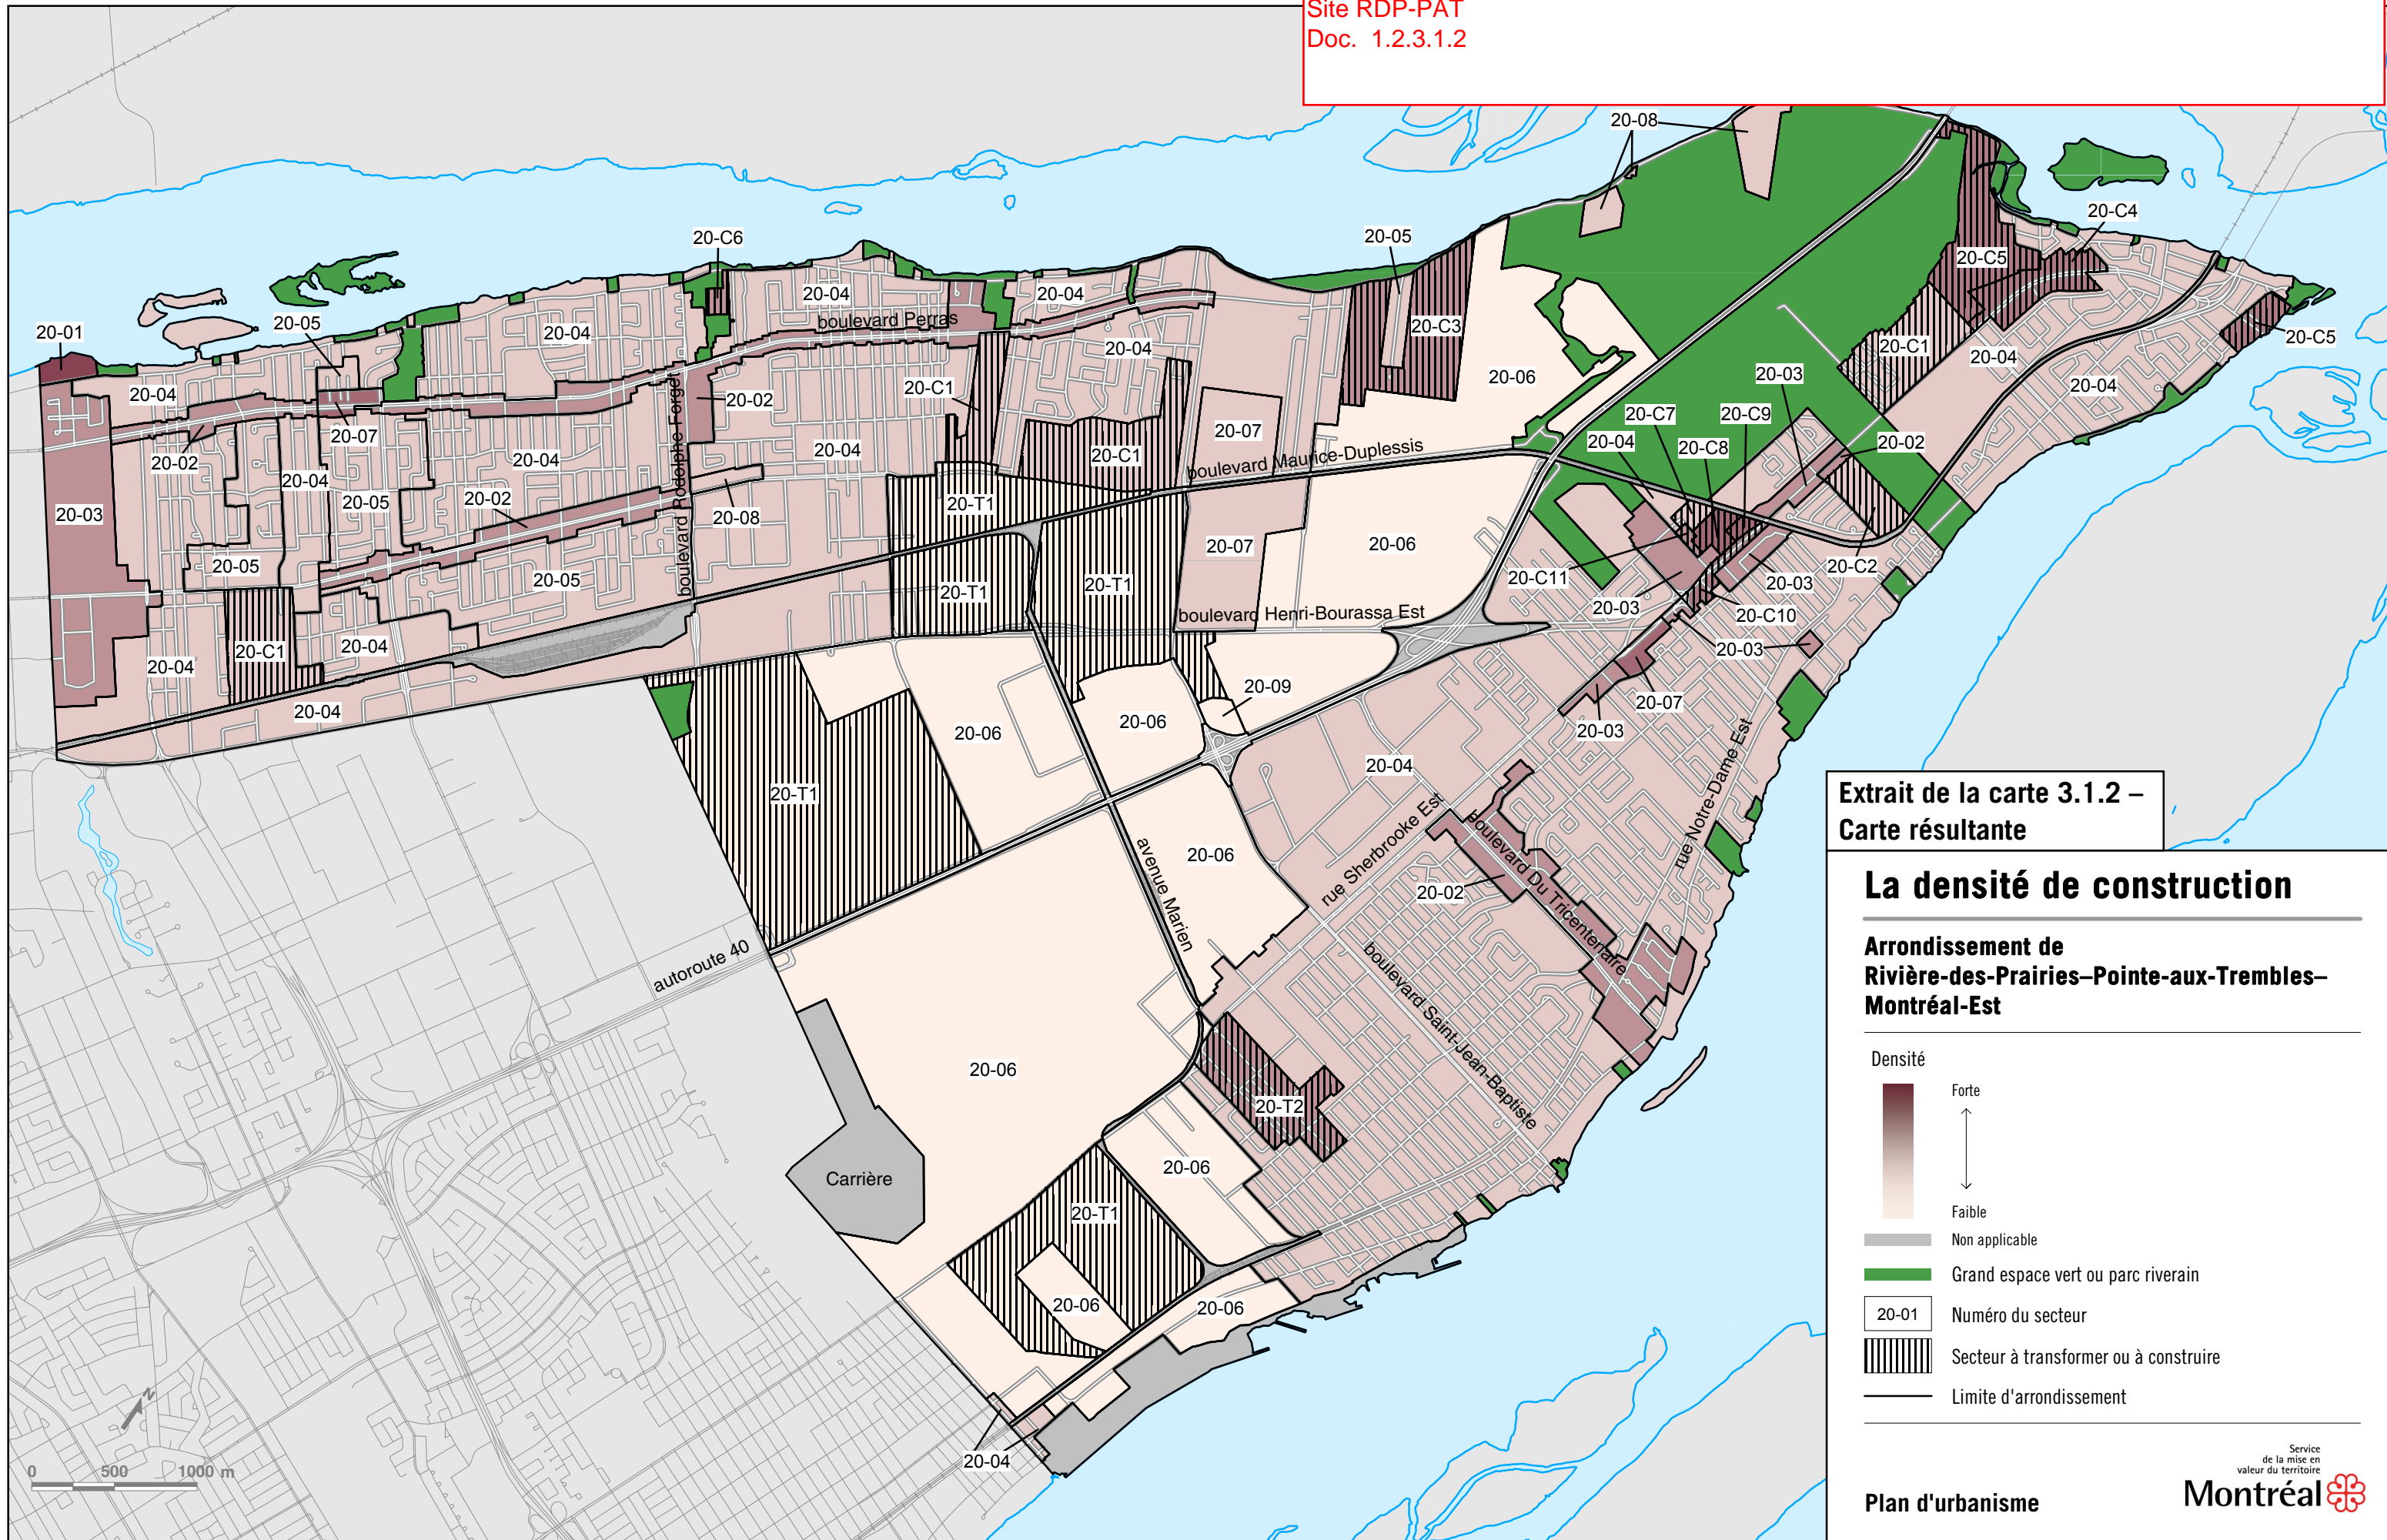 Site RDP-PAT
Doc. 1.2.3.1.2
20-08
20-C4
20-05
20-C6
20-C5
20-04
20-04
boulevard Perras
20-05
20-01
20-04
20-C3
20-C5
20-04
20-C1
20-04
20-06
20-03
20-04
20-C1
20-04
20-02
20-C7
20-C9
20-07
20-07
20-04
20-C8
20-02
20-02
20-04
20-04
20-C1
boulevard Maurice-Duplessis
20-04
20-05
20-02
20-T1
20-03
20-08
boulevard Rodolphe Forget
20-07
20-06
20-05
20-05
20-T1
20-T1
20-C11
20-03
20-C2
20-03
20-C10
boulevard Henri-Bourassa Est
20-04
20-C1
20-04
20-03
20-09
20-07
20-04
20-06
20-06
20-03
20-04
20-T1
rue Notre-Dame Est
20-06
rue Sherbrooke Est
boulevard Du Tricentenaire
avenue Marien
20-02
autoroute 40
boulevard Saint-Jean-Baptiste
20-06
20-T2
Carrière
20-06
20-T1
20-06
20-06
20-04
N
0 500 1000 m
Extrait de la carte 3.1.2 –
Carte résultante
La densité de construction
Arrondissement de
Rivière-des-Prairies–Pointe-aux-Trembles–
Montréal-Est
Densité
Forte
Faible
Non applicable
Grand espace vert ou parc riverain
20-01 Numéro du secteur
Secteur à transformer ou à construire
Limite d'arrondissement
Service
de la mise en
valeur du territoire
Plan d'urbanisme
Montréal